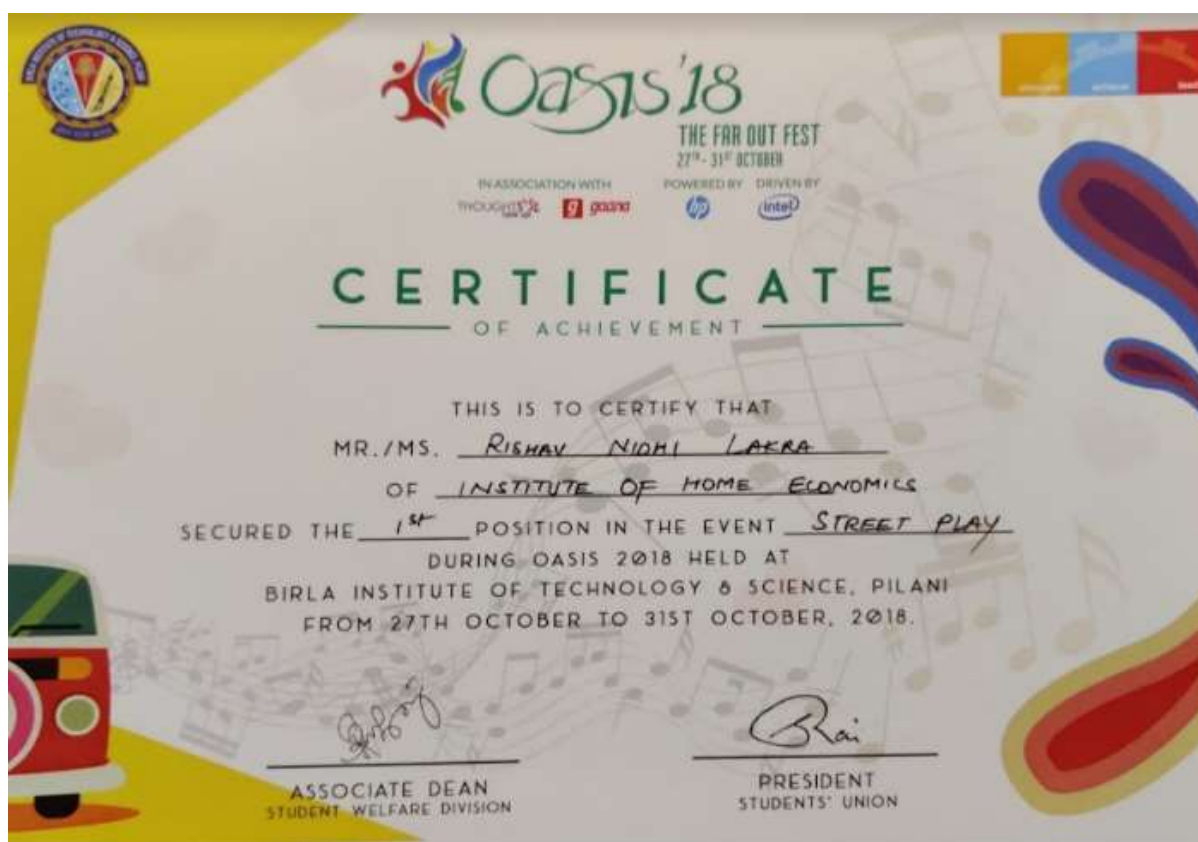 Oasis'18
THE FAR OUT FEST
27TH - 31ST OCTOBER
IN ASSOCIATION WITH POWERED BY DRIVEN BY
g gaana hp intel
CERTIFICATE
OF ACHIEVEMENT
THIS IS TO CERTIFY THAT
MR./MS. RISHAV NIDHI LAKRA
OF INSTITUTE OF HOME ECONOMICS
SECURED THE 1st POSITION IN THE EVENT STREET PLAY
DURING OASIS 2018 HELD AT
BIRLA INSTITUTE OF TECHNOLOGY & SCIENCE, PILANI
FROM 27TH OCTOBER TO 31ST OCTOBER, 2018.
ASSOCIATE DEAN
STUDENT WELFARE DIVISION
PRESIDENT
STUDENTS' UNION